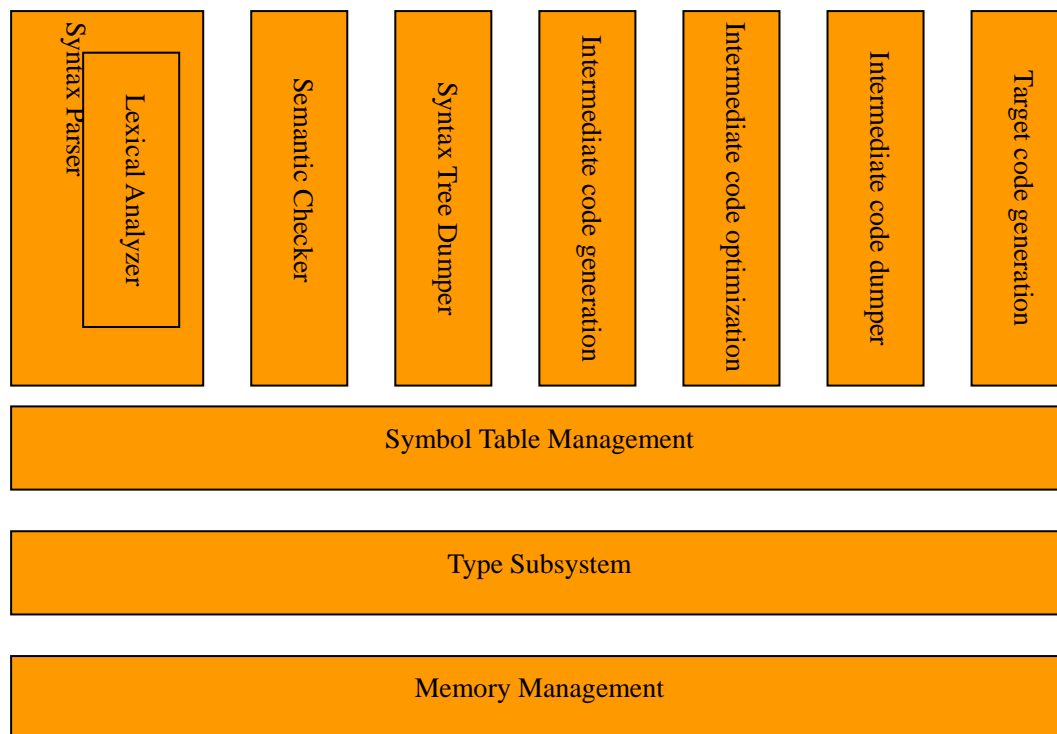 Syntax Parser
Lexical Analyzer
Semantic Checker
Syntax Tree Dumper
Intermediate code generation
Intermediate code optimization
Intermediate code dumper
Target code generation
Symbol Table Management
Type Subsystem
Memory Management